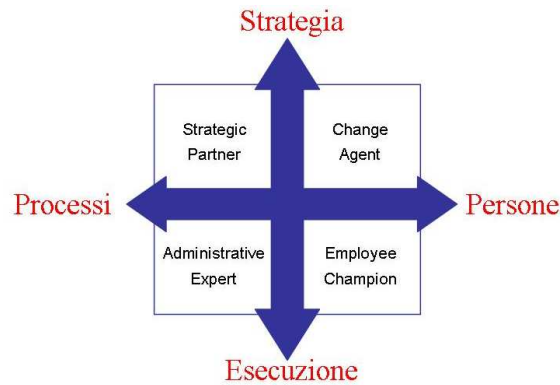 Strategia
Strategic
Partner
Change
Agent
Processi
Persone
Administrative
Expert
Employee
Champion
Esecuzione